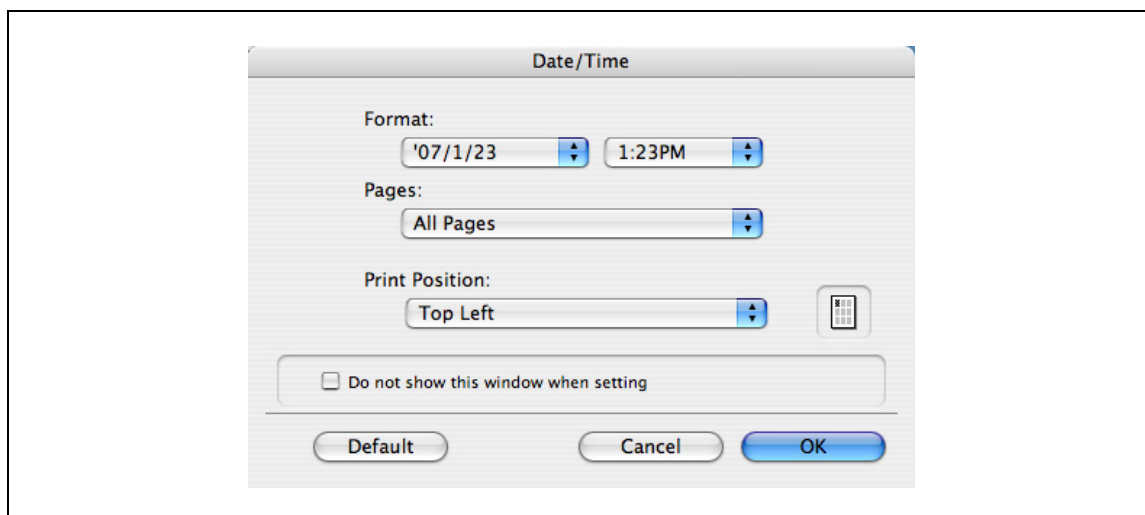 Date/Time
Format:
'07/1/23 1:23PM
Pages:
All Pages
Print Position:
Top Left
Do not show this window when setting
Default Cancel OK